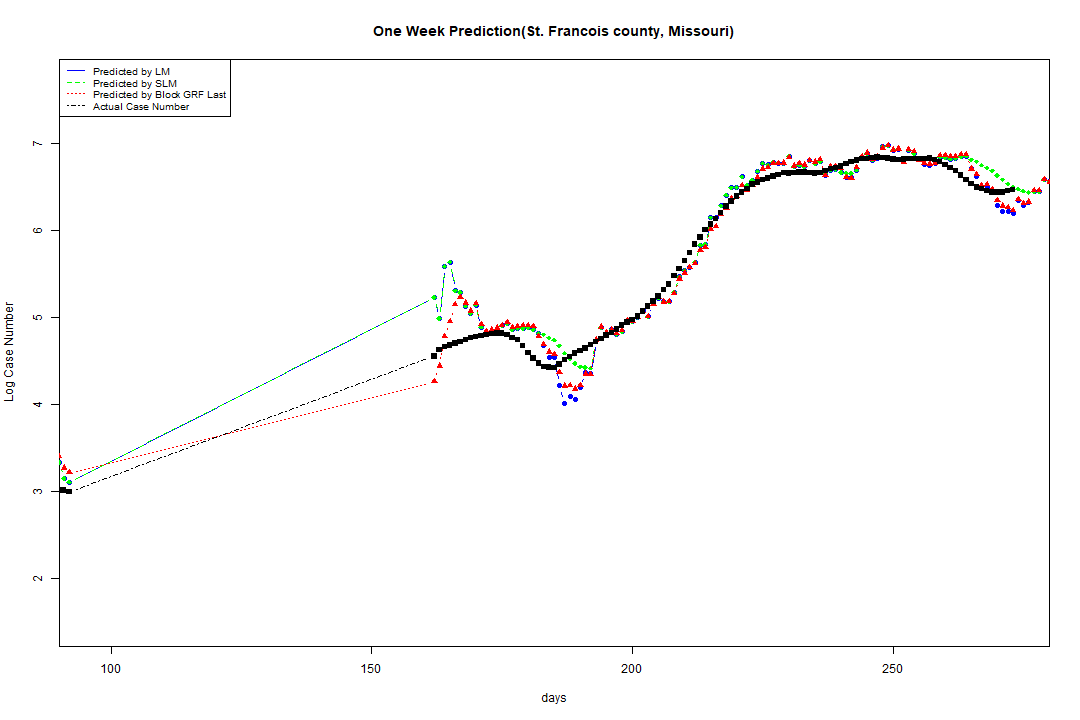 One Week Prediction(St. Francois county, Missouri)
Predicted by LM
Predicted by SLM
Predicted by Block GRF Last
Actual Case Number
7
6
5
4
3
2
Log Case Number
100 150 200 250
days